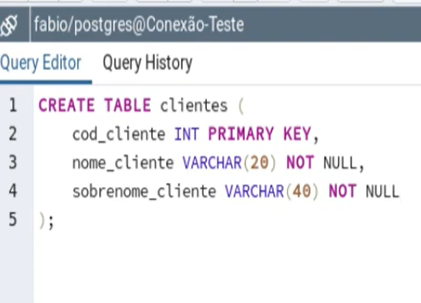 fabio/postgres@Conexão-Teste
Query Editor Query History
1 CREATE TABLE clientes (
2 cod_cliente INT PRIMARY KEY,
3 nome_cliente VARCHAR(20) NOT NULL,
4 sobrenome_cliente VARCHAR(40) NOT NULL
5 );